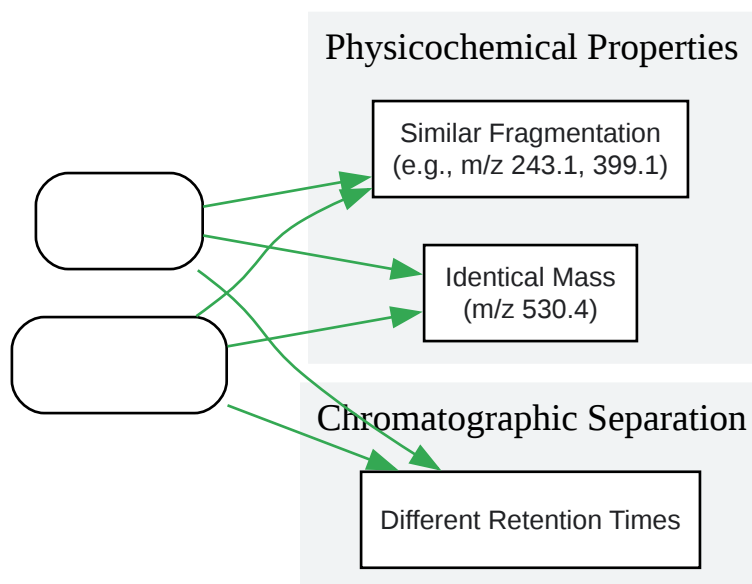 Physicochemical Properties
Similar Fragmentation
(e.g., m/z 243.1, 399.1)
Identical Mass
(m/z 530.4)
Chromatographic Separation
Different Retention Times